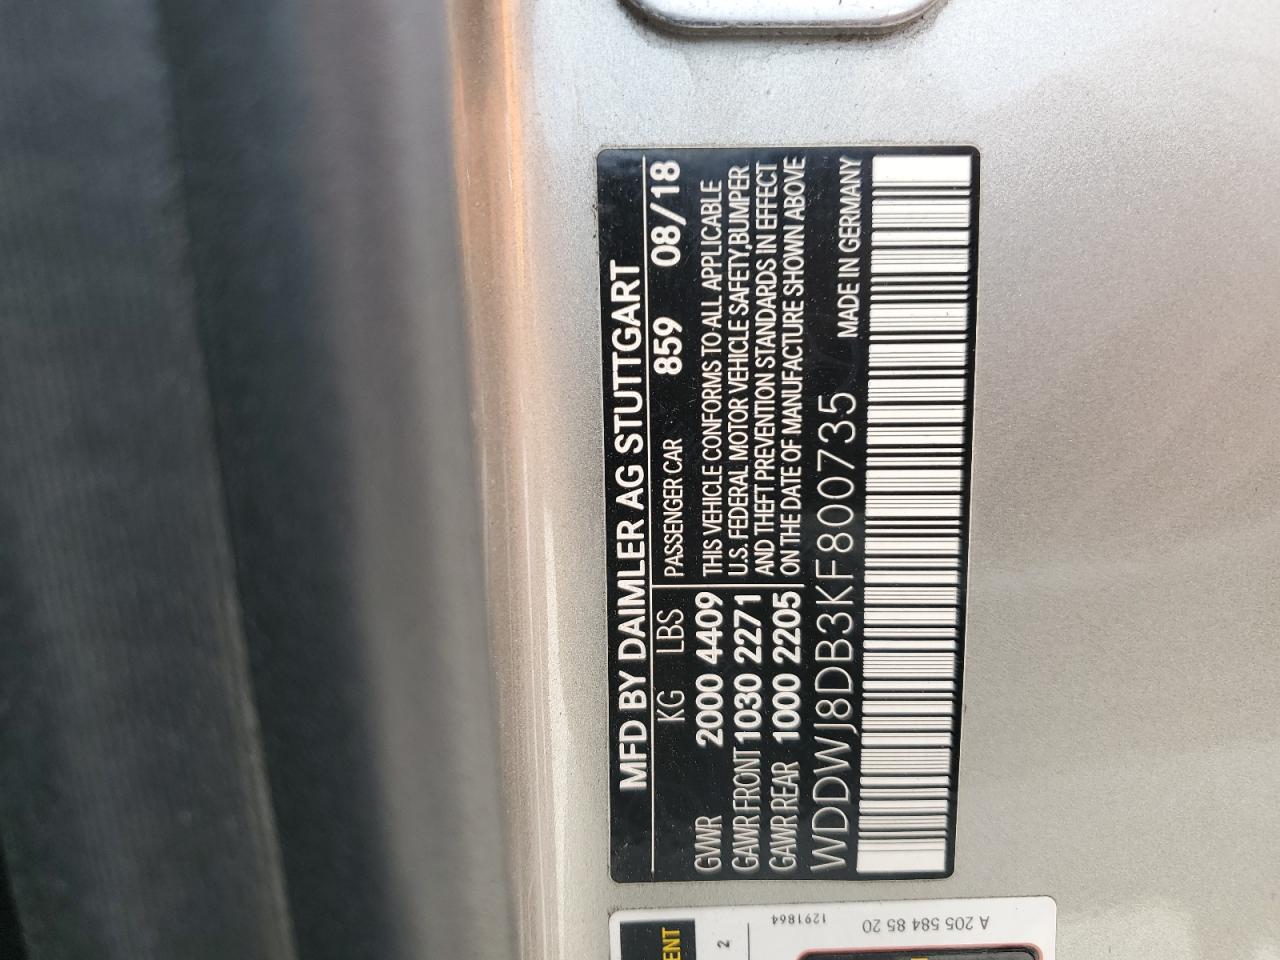 MFD BY DAIMLER AG STUTTGART
KG LBS PASSENGER CAR 859 08/18
GVWR 2000 4409 THIS VEHICLE CONFORMS TO ALL APPLICABLE
GAWR FRONT 1030 2271 U.S. FEDERAL MOTOR VEHICLE SAFETY,BUMPER
GAWR REAR 1000 2205 AND THEFT PREVENTION STANDARDS IN EFFECT
ON THE DATE OF MANUFACTURE SHOWN ABOVE
WDDWJ8DB3KF800735 MADE IN GERMANY
ENT
2
1291864
A 205 584 85 20